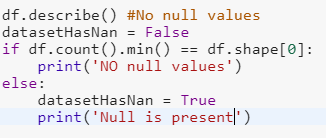 df.describe() #No null values
datasetHasNan = False
if df.count().min() == df.shape[0]:
    print('NO null values')
else:
    datasetHasNan = True
    print('Null is present')